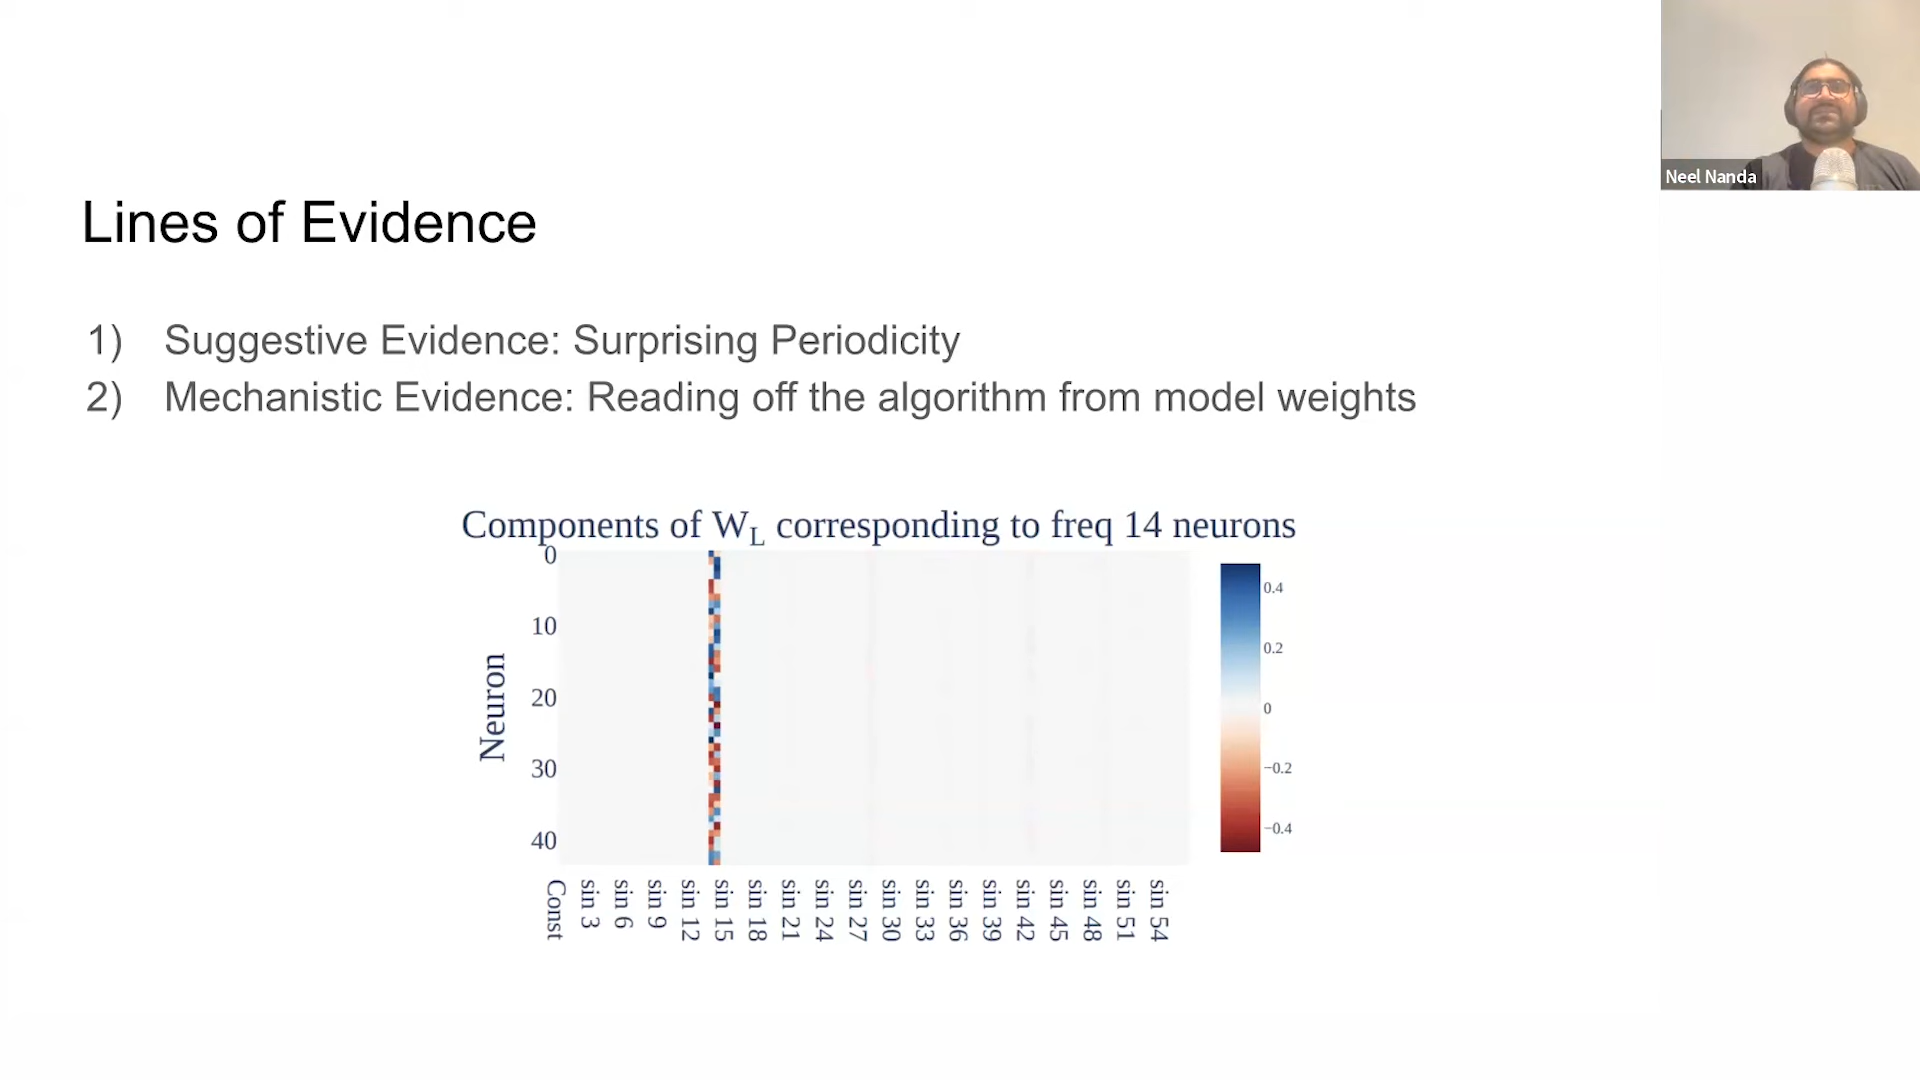 Neel Nanda
Lines of Evidence
1) Suggestive Evidence: Surprising Periodicity
2) Mechanistic Evidence: Reading off the algorithm from model weights
Components of W_L corresponding to freq 14 neurons
Neuron
0
10
20
30
40
0.4
0.2
0
−0.2
−0.4
Const
sin 3
sin 6
sin 9
sin 12
sin 15
sin 18
sin 21
sin 24
sin 27
sin 30
sin 33
sin 36
sin 39
sin 42
sin 45
sin 48
sin 51
sin 54